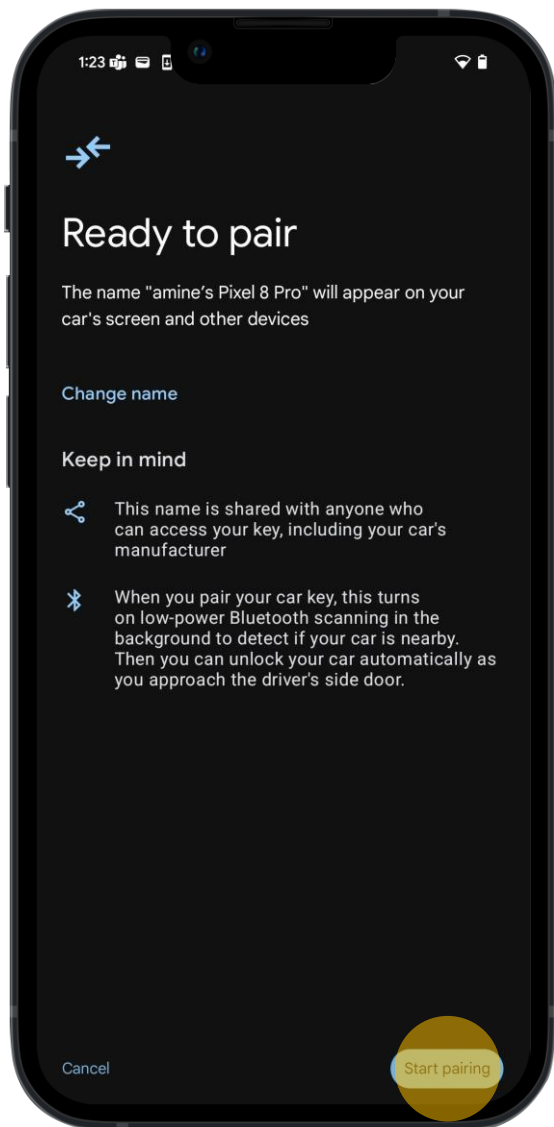 1:23
Ready to pair
The name "amine's Pixel 8 Pro" will appear on your
car's screen and other devices
Change name
Keep in mind
This name is shared with anyone who
can access your key, including your car's
manufacturer
When you pair your car key, this turns
on low-power Bluetooth scanning in the
background to detect if your car is nearby.
Then you can unlock your car automatically as
you approach the driver's side door.
Cancel
Start pairing